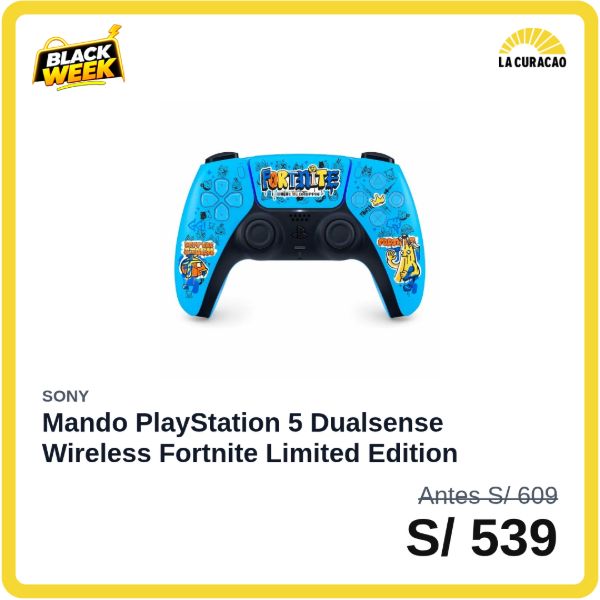 BLACK
WEEK
LA CURACAO
FORTNITE
SONY
Mando PlayStation 5 Dualsense
Wireless Fortnite Limited Edition
Antes S/ 609
S/ 539